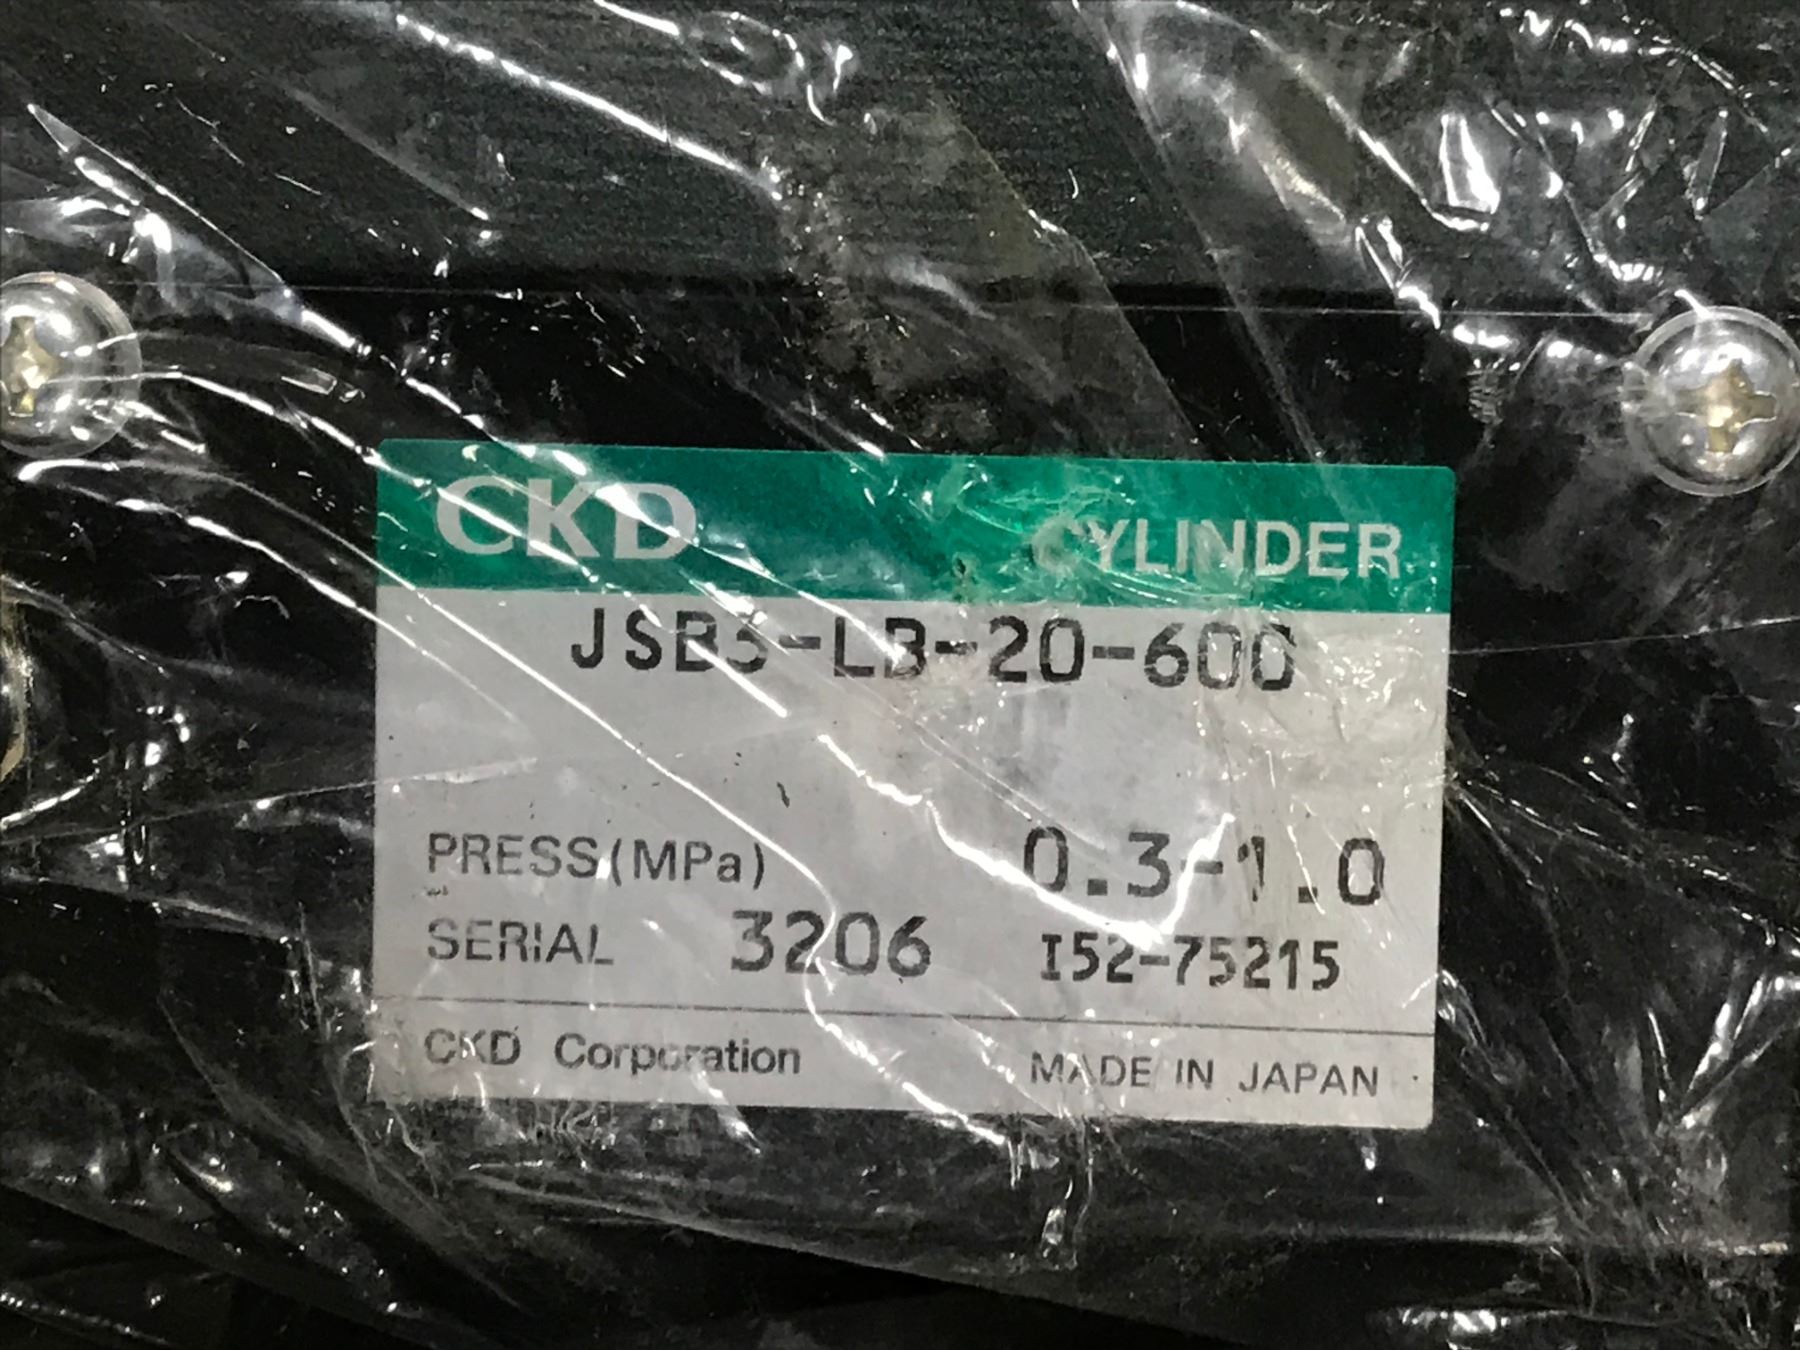 CKD CYLINDER
JSB3-LB-20-600
PRESS(MPa) 0.3-1.0
SERIAL 3206 I52-75215
CKD Corporation MADE IN JAPAN